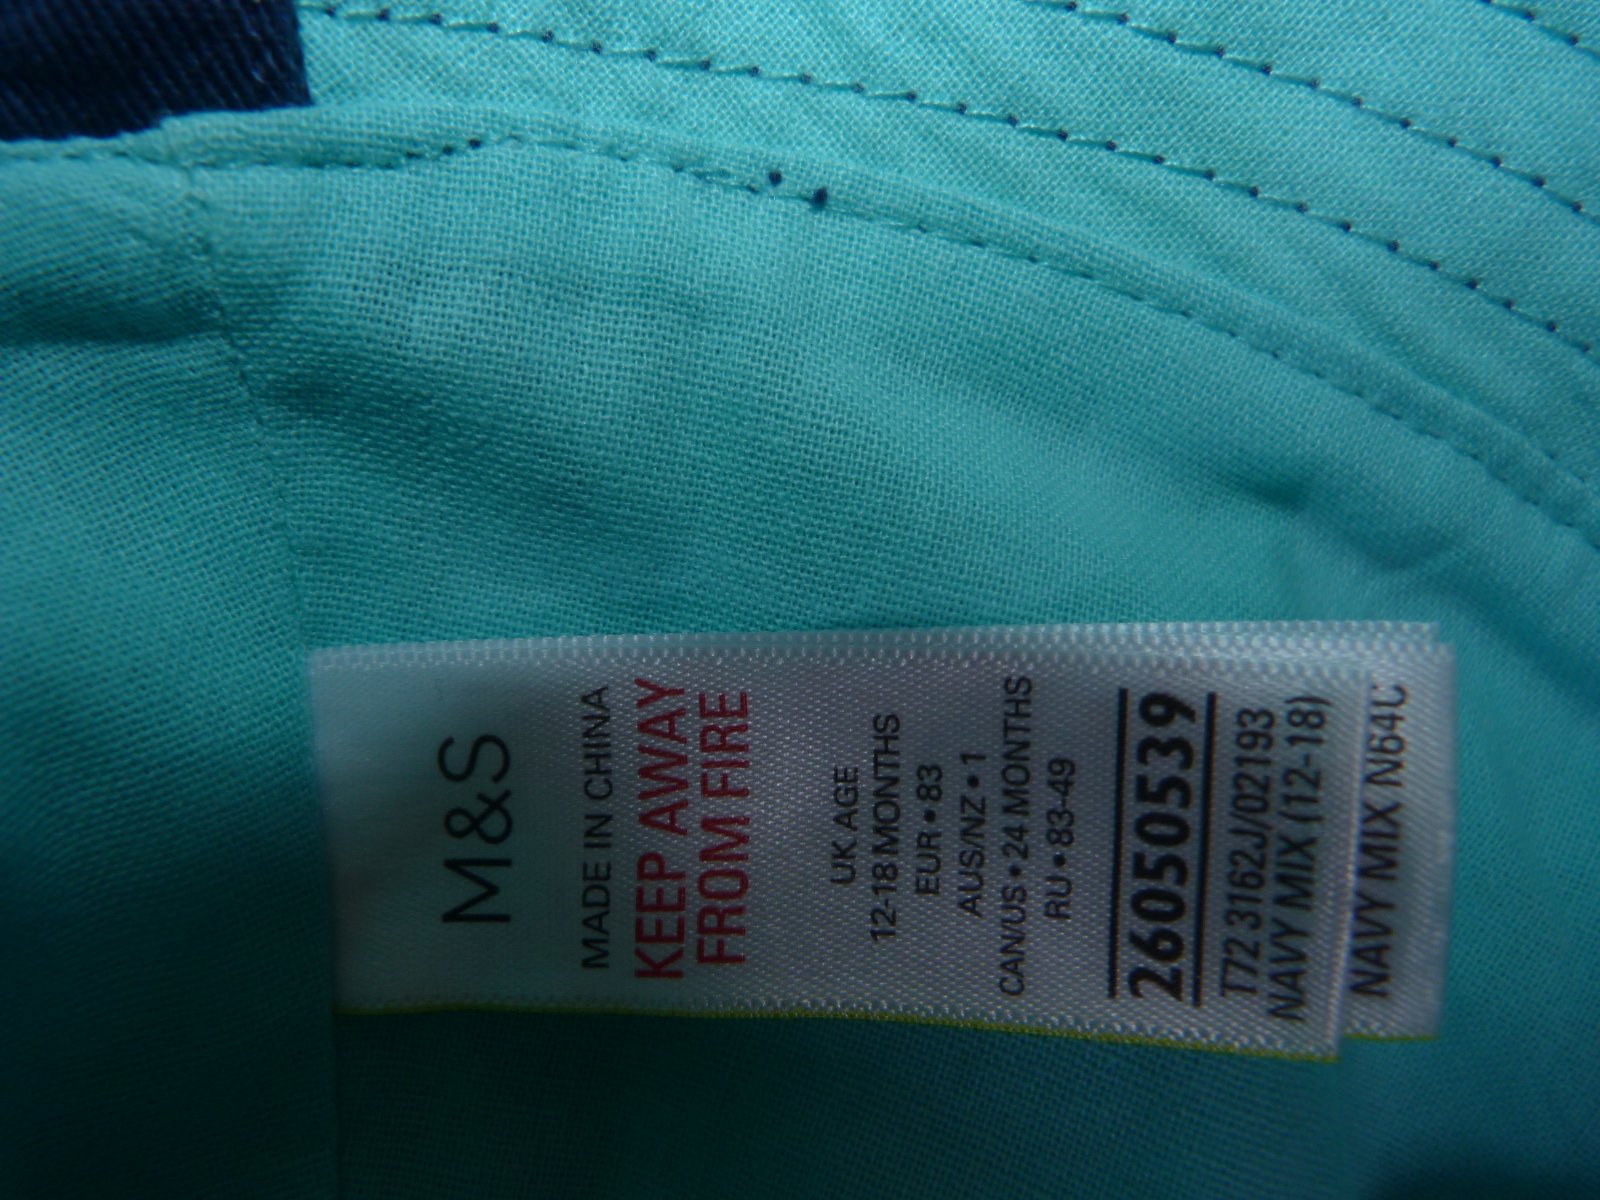 M&S
MADE IN CHINA
KEEP AWAY
FROM FIRE
UK AGE
12-18 MONTHS
EUR • 83
AUS/NZ • 1
CAN/US • 24 MONTHS
RU • 83-49
26050539
T72 3162J/02193
NAVY MIX (12-18)
NAVY MIX N64C